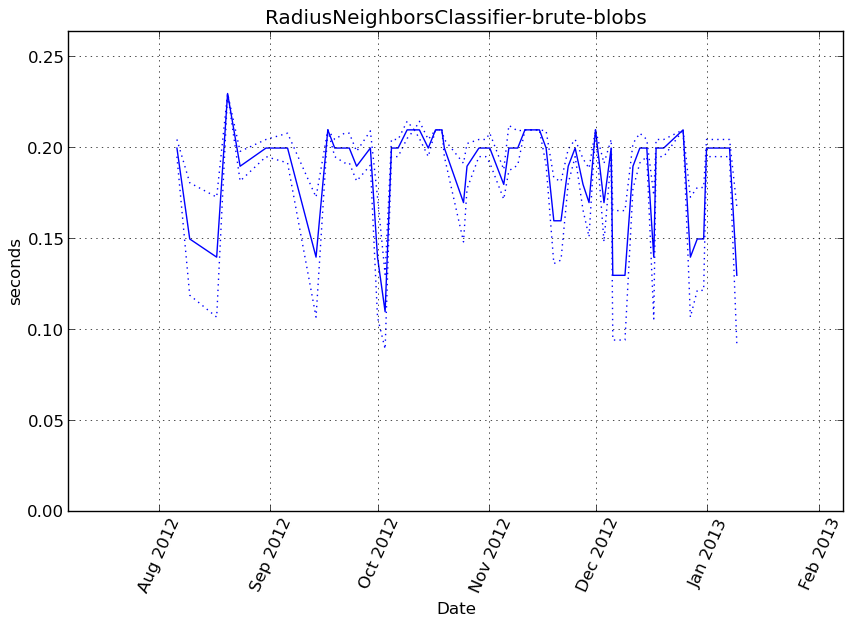 RadiusNeighborsClassifier-brute-blobs
0.25
0.20
0.15
0.10
0.05
0.00
seconds
Aug 2012
Sep 2012
Oct 2012
Nov 2012
Dec 2012
Jan 2013
Feb 2013
Date